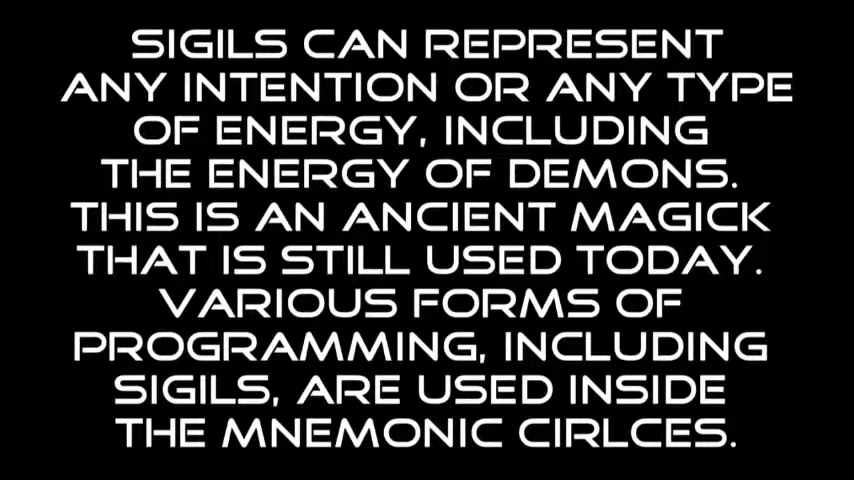 SIGILS CAN REPRESENT
ANY INTENTION OR ANY TYPE
OF ENERGY, INCLUDING
THE ENERGY OF DEMONS.
THIS IS AN ANCIENT MAGICK
THAT IS STILL USED TODAY.
VARIOUS FORMS OF
PROGRAMMING, INCLUDING
SIGILS, ARE USED INSIDE
THE MNEMONIC CIRLCES.